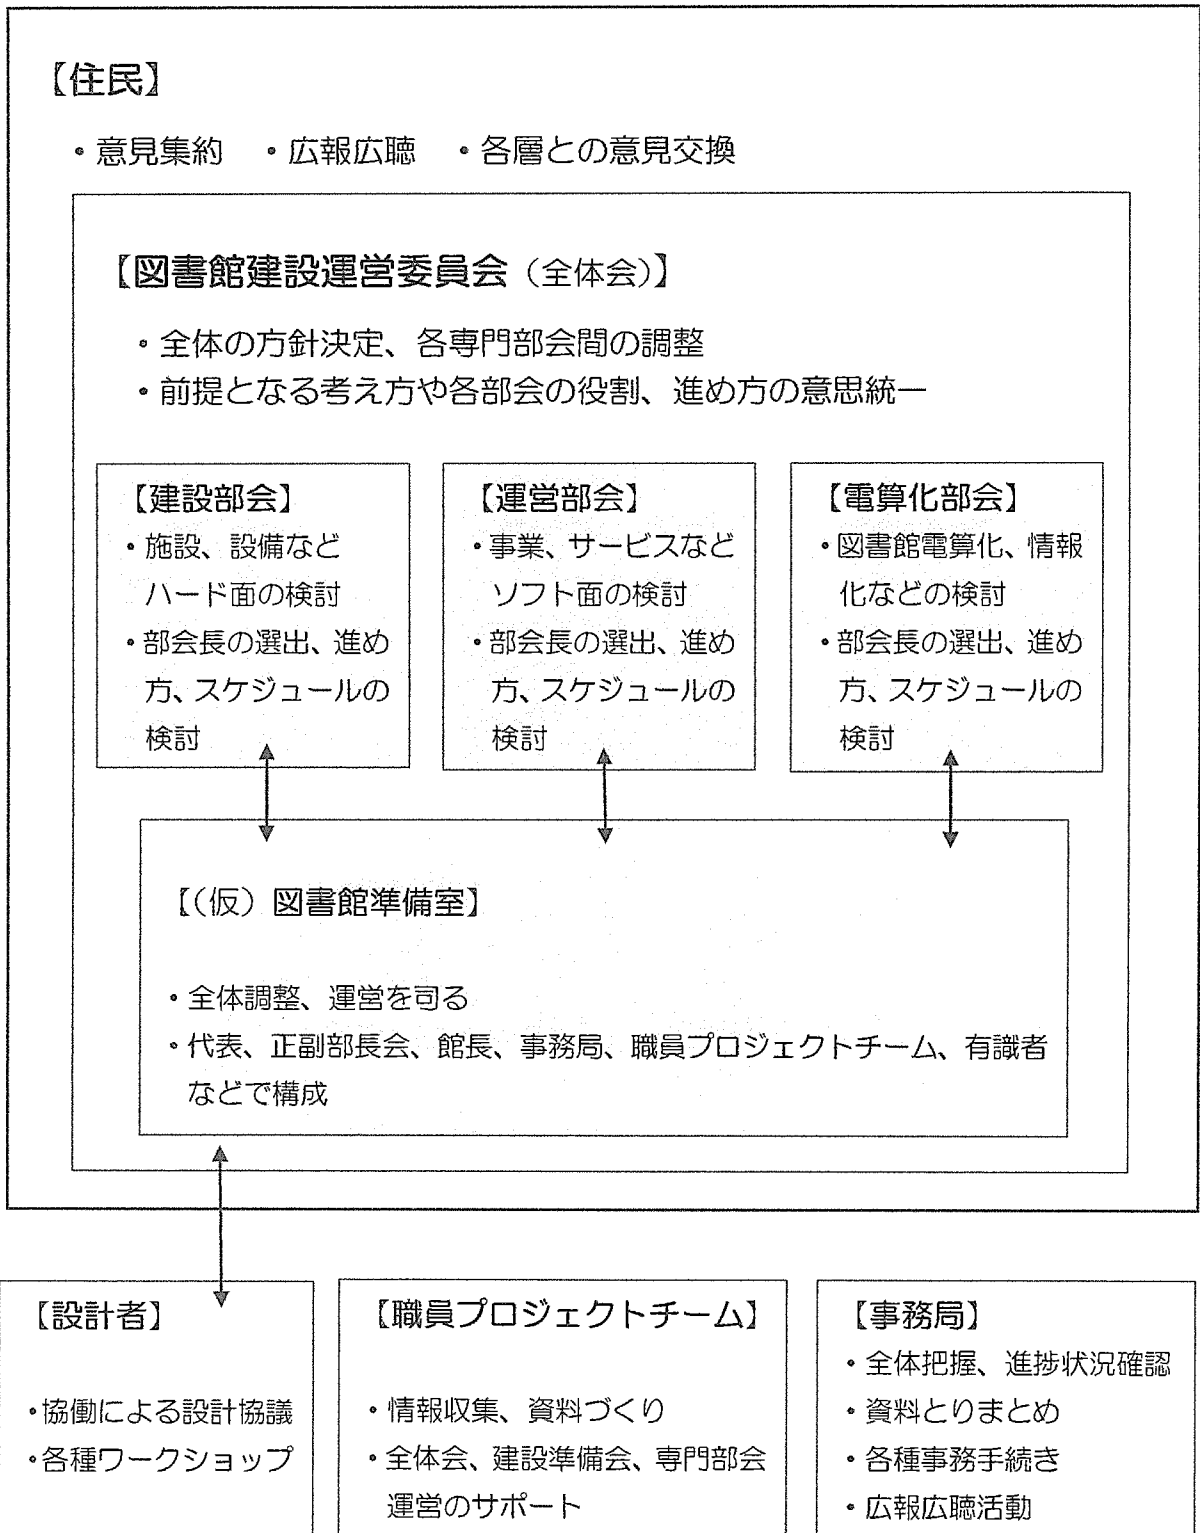 【住民】
・意見集約　・広報広聴　・各層との意見交換
【図書館建設運営委員会（全体会）】
・全体の方針決定、各専門部会間の調整
・前提となる考え方や各部会の役割、進め方の意思統一
【建設部会】
・施設、設備など
ハード面の検討
・部会長の選出、進め
方、スケジュールの
検討
【運営部会】
・事業、サービスなど
ソフト面の検討
・部会長の選出、進め
方、スケジュールの
検討
【電算化部会】
・図書館電算化、情報
化などの検討
・部会長の選出、進め
方、スケジュールの
検討
【（仮）図書館準備室】
・全体調整、運営を司る
・代表、正副部長会、館長、事務局、職員プロジェクトチーム、有識者
などで構成
【設計者】
・協働による設計協議
・各種ワークショップ
【職員プロジェクトチーム】
・情報収集、資料づくり
・全体会、建設準備会、専門部会
運営のサポート
【事務局】
・全体把握、進捗状況確認
・資料とりまとめ
・各種事務手続き
・広報広聴活動